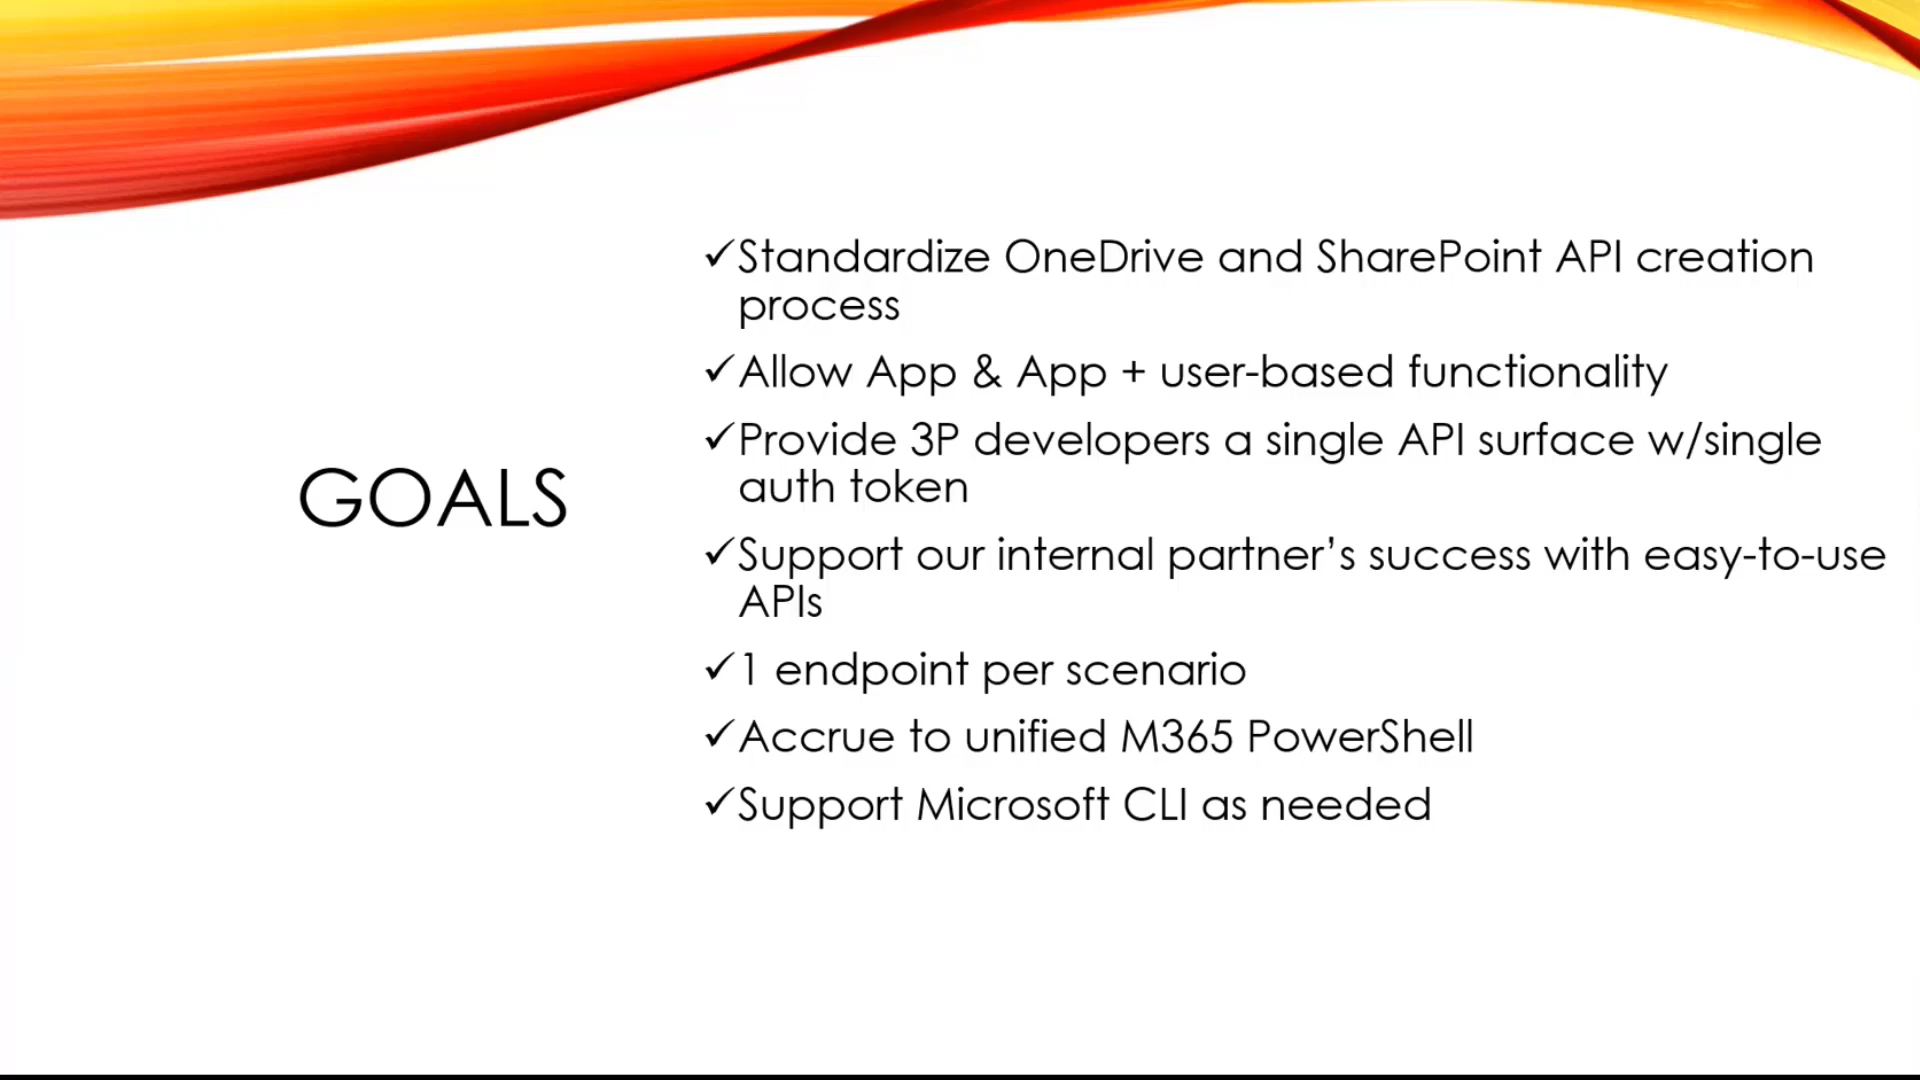 GOALS
✓Standardize OneDrive and SharePoint API creation
process
✓Allow App & App + user-based functionality
✓Provide 3P developers a single API surface w/single
auth token
✓Support our internal partner’s success with easy-to-use
APIs
✓1 endpoint per scenario
✓Accrue to unified M365 PowerShell
✓Support Microsoft CLI as needed